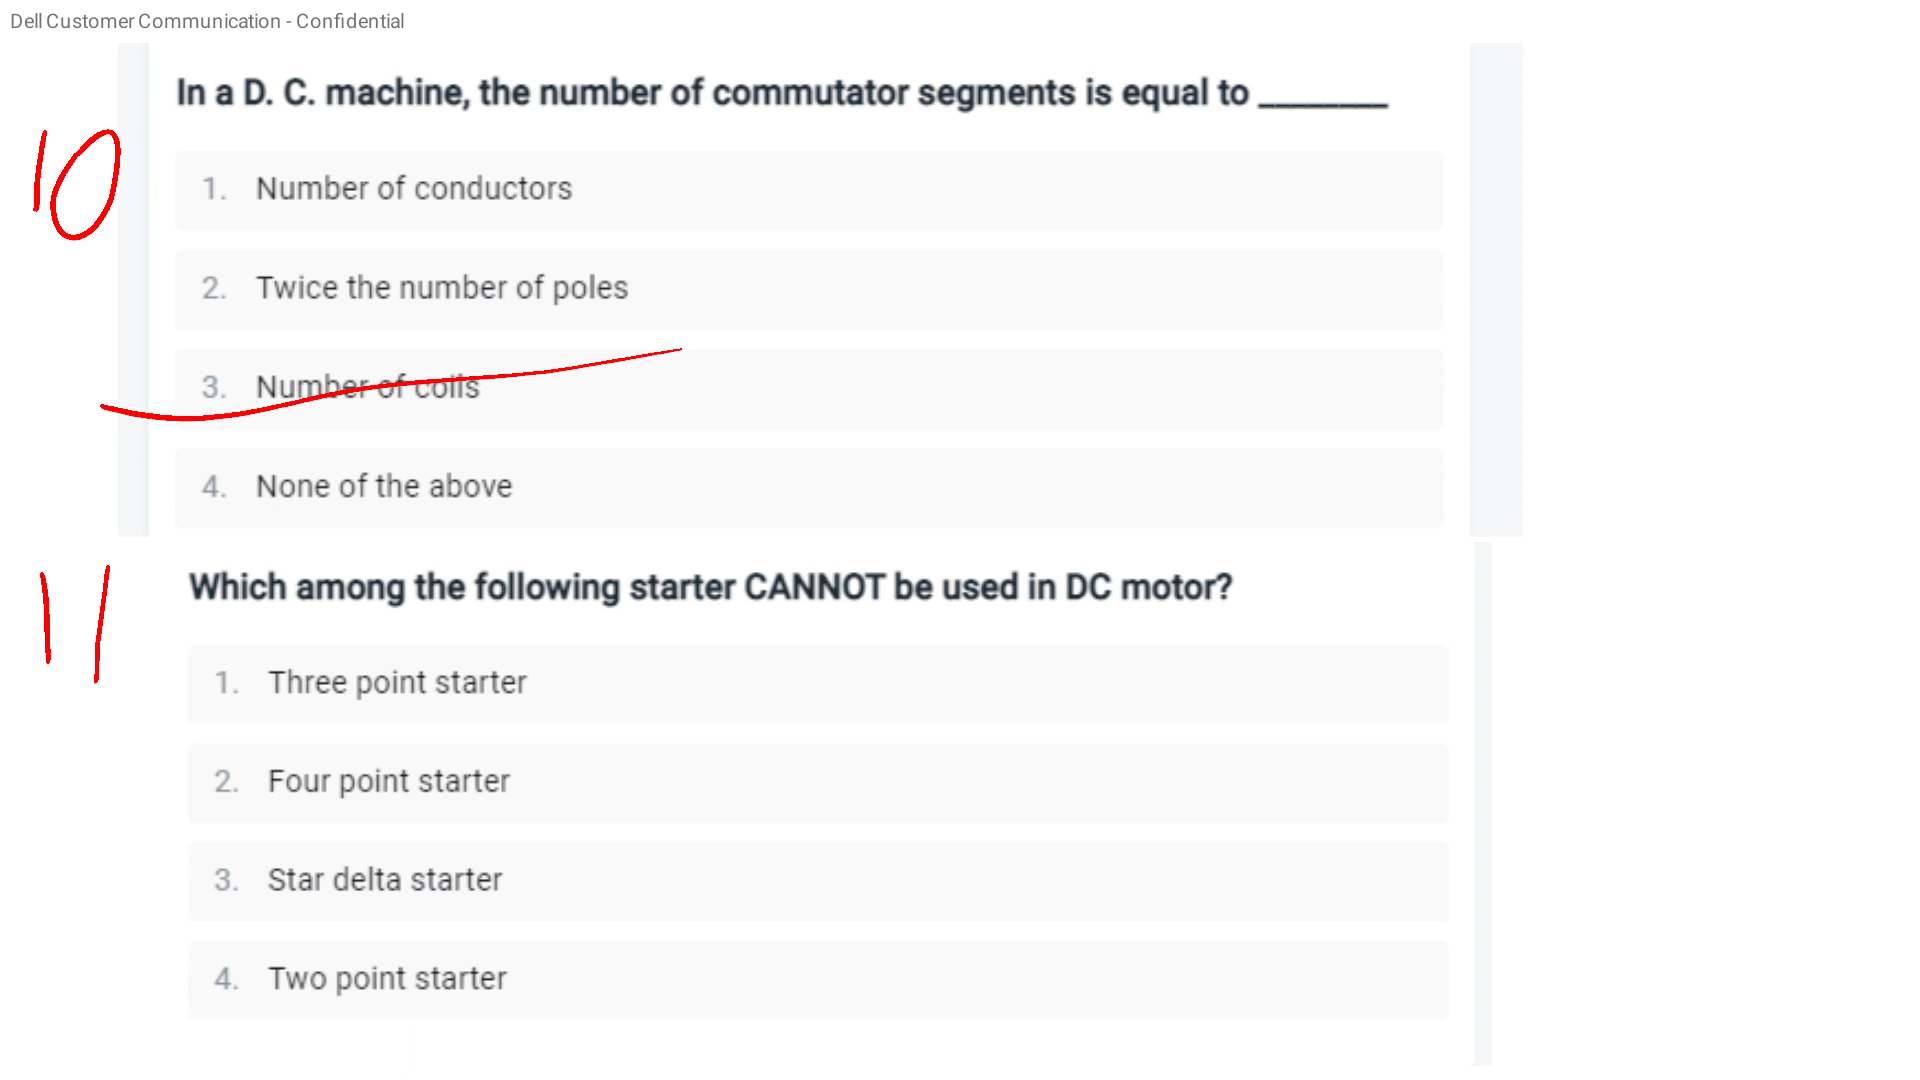 Dell Customer Communication - Confidential
In a D. C. machine, the number of commutator segments is equal to ________
10
1. Number of conductors
2. Twice the number of poles
3. Number of coils
4. None of the above
11
Which among the following starter CANNOT be used in DC motor?
1. Three point starter
2. Four point starter
3. Star delta starter
4. Two point starter